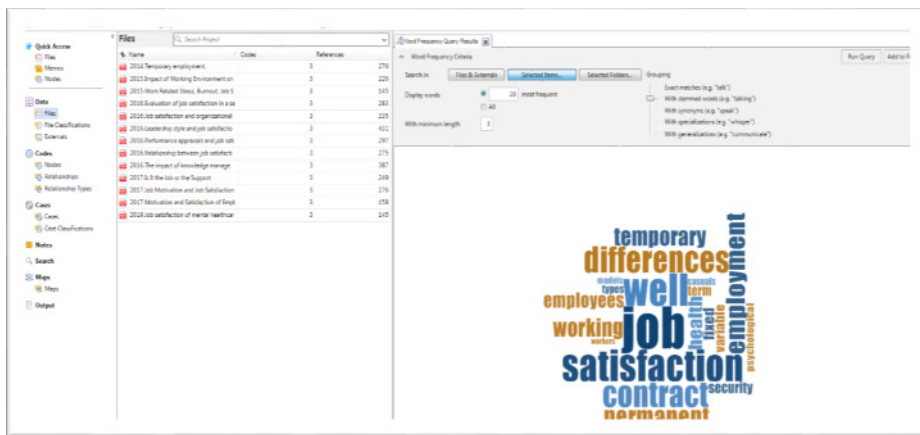 Quick Access
Files
Memos
Nodes
Data
Files
File Classifications
Externals
Codes
Nodes
Relationships
Relationship Types
Cases
Cases
Case Classifications
Notes
Search
Maps
Maps
Output
Files
Search Project
Name Codes References
2014.Temporary employment, 3 276
2015.Impact of Working Environment on 3 226
2015.Work Related Stress, Burnout, Job S 3 145
2016.Evaluation of job satisfaction in a sa 3 283
2016.Job satisfaction and organizational 3
2016.Leadership style and job satisfactio 3 431
2016.Performance appraisals and job sati 3 297
2016.Relationship between job satisfacti 3 275
2016.The impact of knowledge manage 3 387
2017.Is It the Job or the Support 3 249
2017.Job Motivation and Job Satisfaction 3 276
2017.Motivation and Satisfaction of Empl 3 158
2019.Job satisfaction of mental healthcar 3 145
Word Frequency Query Results
Word Frequency Criteria
Run Query Add to P
Search in Files & Externals Selected Items... Selected Folders... Grouping
Display words 20 most frequent
All
With minimum length 3
Exact matches (e.g. "talk")
With stemmed words (e.g. "talking")
With synonyms (e.g. "speak")
With specializations (e.g. "whisper")
With generalizations (e.g. "communicate")
temporary
differences
employment
models
types
well
casuals
term
employees
working
workers
job
health
fixed
variable
psychological
satisfaction
contract
security
permanent